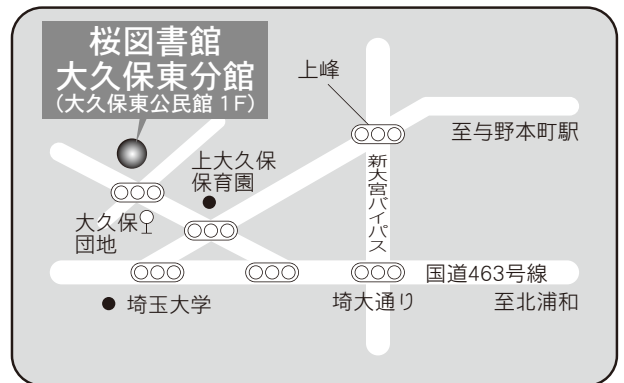 桜図書館
大久保東分館
(大久保東公民館 1F)
上峰
至与野本町駅
上大久保
保育園
新大宮バイパス
大久保
団地
国道463号線
埼玉大学
埼大通り
至北浦和